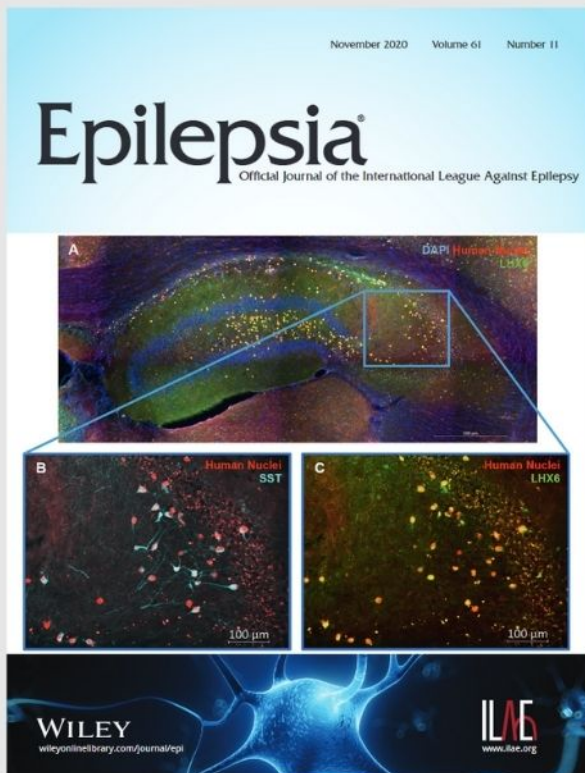 November 2020 Volume 61 Number 11
Epilepsia®
Official Journal of the International League Against Epilepsy
A
DAPI Human Nuclei
LHX6
B
Human Nuclei
SST
100 μm
C
Human Nuclei
LHX6
100 μm
WILEY
wileyonlinelibrary.com/journal/epi
ILAE
www.ilae.org